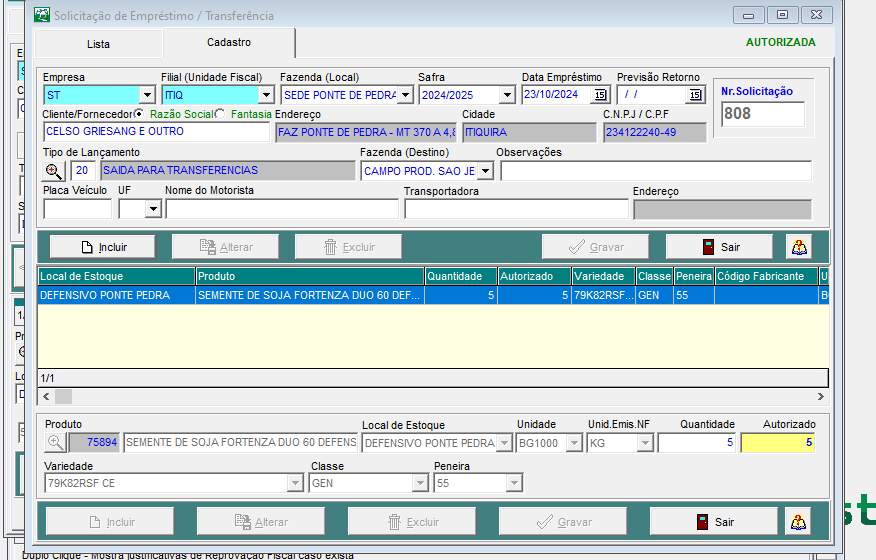 Solicitação de Empréstimo / Transferência
Lista Cadastro AUTORIZADA
Empresa Filial (Unidade Fiscal) Fazenda (Local) Safra Data Empréstimo Previsão Retorno
ST ITIQ SEDE PONTE DE PEDRA 2024/2025 23/10/2024 15 / / 15
Nr.Solicitação
808
Cliente/Fornecedor Razão Social Fantasia Endereço Cidade C.N.P.J / C.P.F
CELSO GRIESANG E OUTRO FAZ PONTE DE PEDRA - MT 370 A 4,8 ITIQUIRA 234122240-49
Tipo de Lançamento Fazenda (Destino) Observações
20 SAIDA PARA TRANSFERENCIAS CAMPO PROD. SAO JE
Placa Veículo UF Nome do Motorista Transportadora Endereço
Incluir Alterar Excluir Gravar Sair
Local de Estoque Produto Quantidade Autorizado Variedade Classe Peneira Código Fabricante U
DEFENSIVO PONTE PEDRA SEMENTE DE SOJA FORTENZA DUO 60 DEF... 5 5 79K82RSF... GEN 55
1/1
Produto Local de Estoque Unidade Unid.Emis.NF Quantidade Autorizado
75894 SEMENTE DE SOJA FORTENZA DUO 60 DEFENS DEFENSIVO PONTE PEDRA BG1000 KG 5 5
Variedade Classe Peneira
79K82RSF CE GEN 55
Incluir Alterar Excluir Gravar Sair
st
Duplo Clique - Mostra justificativas de Reprovação Fiscal caso exista